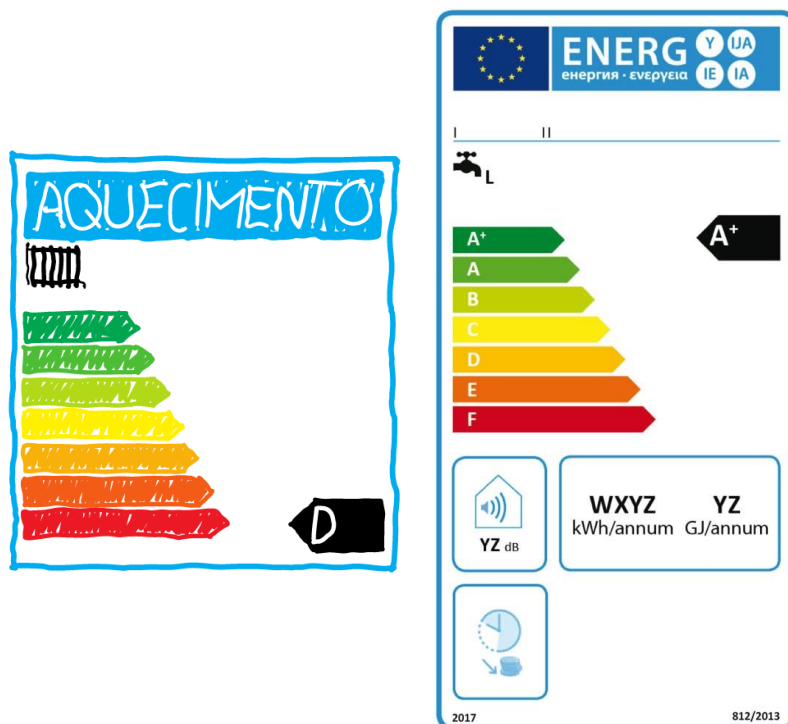 AQUECIMENTO
D
ENERG Y IJA
енергия · ενεργεια IE IA
I II
L
A+ A+
A
B
C
D
E
F
YZ dB
WXYZ YZ
kWh/annum GJ/annum
2017 812/2013